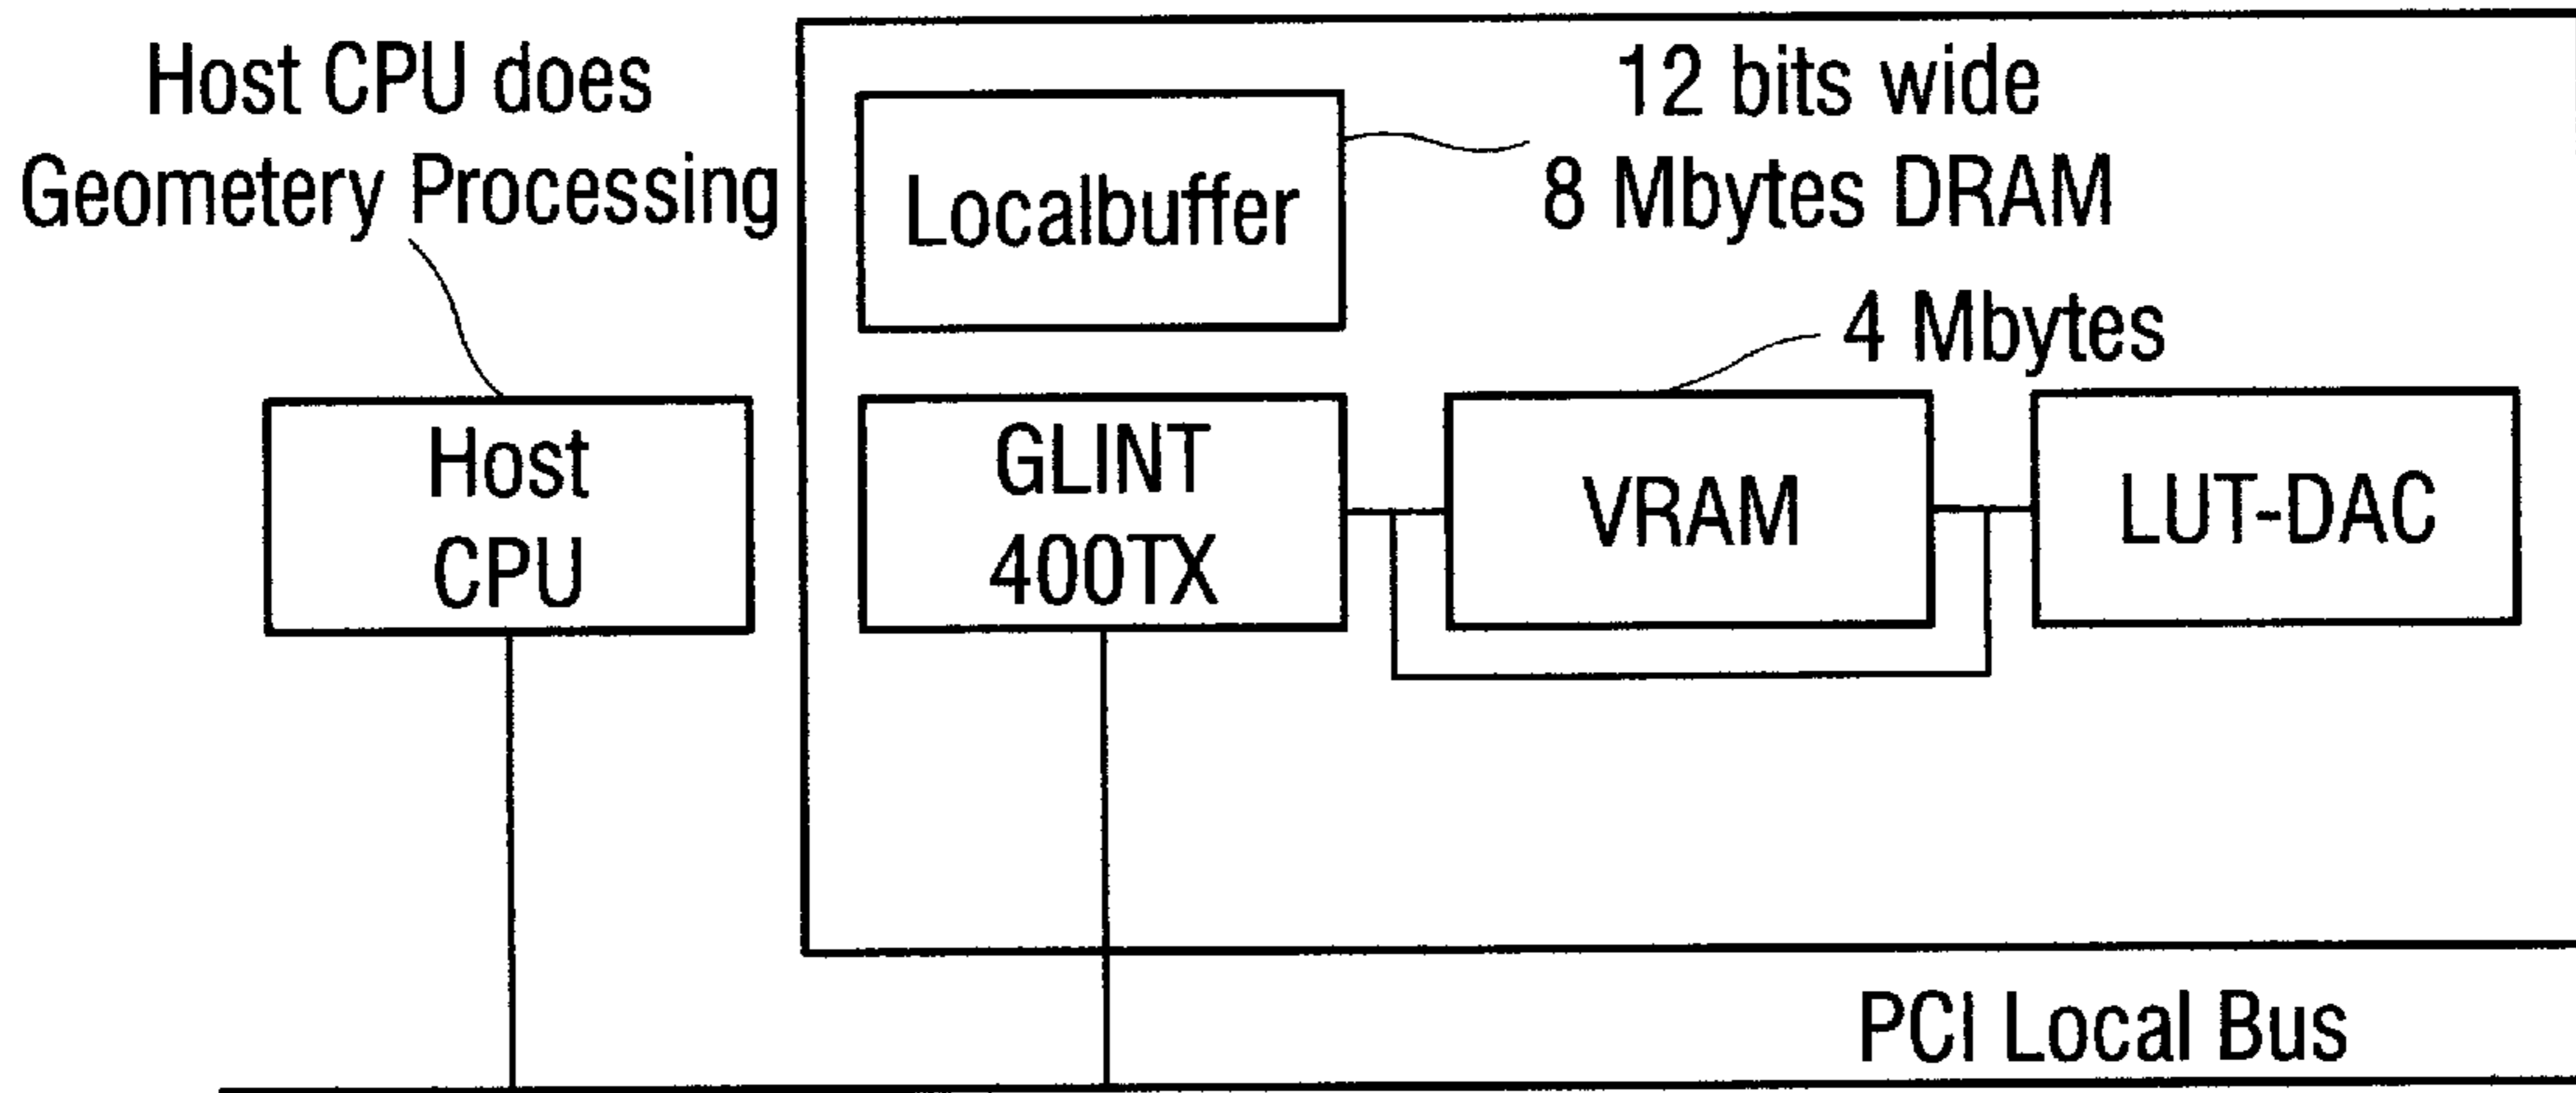 Host CPU does
Geometery Processing
12 bits wide
8 Mbytes DRAM
Localbuffer
4 Mbytes
Host
CPU
GLINT
400TX
VRAM
LUT-DAC
PCI Local Bus